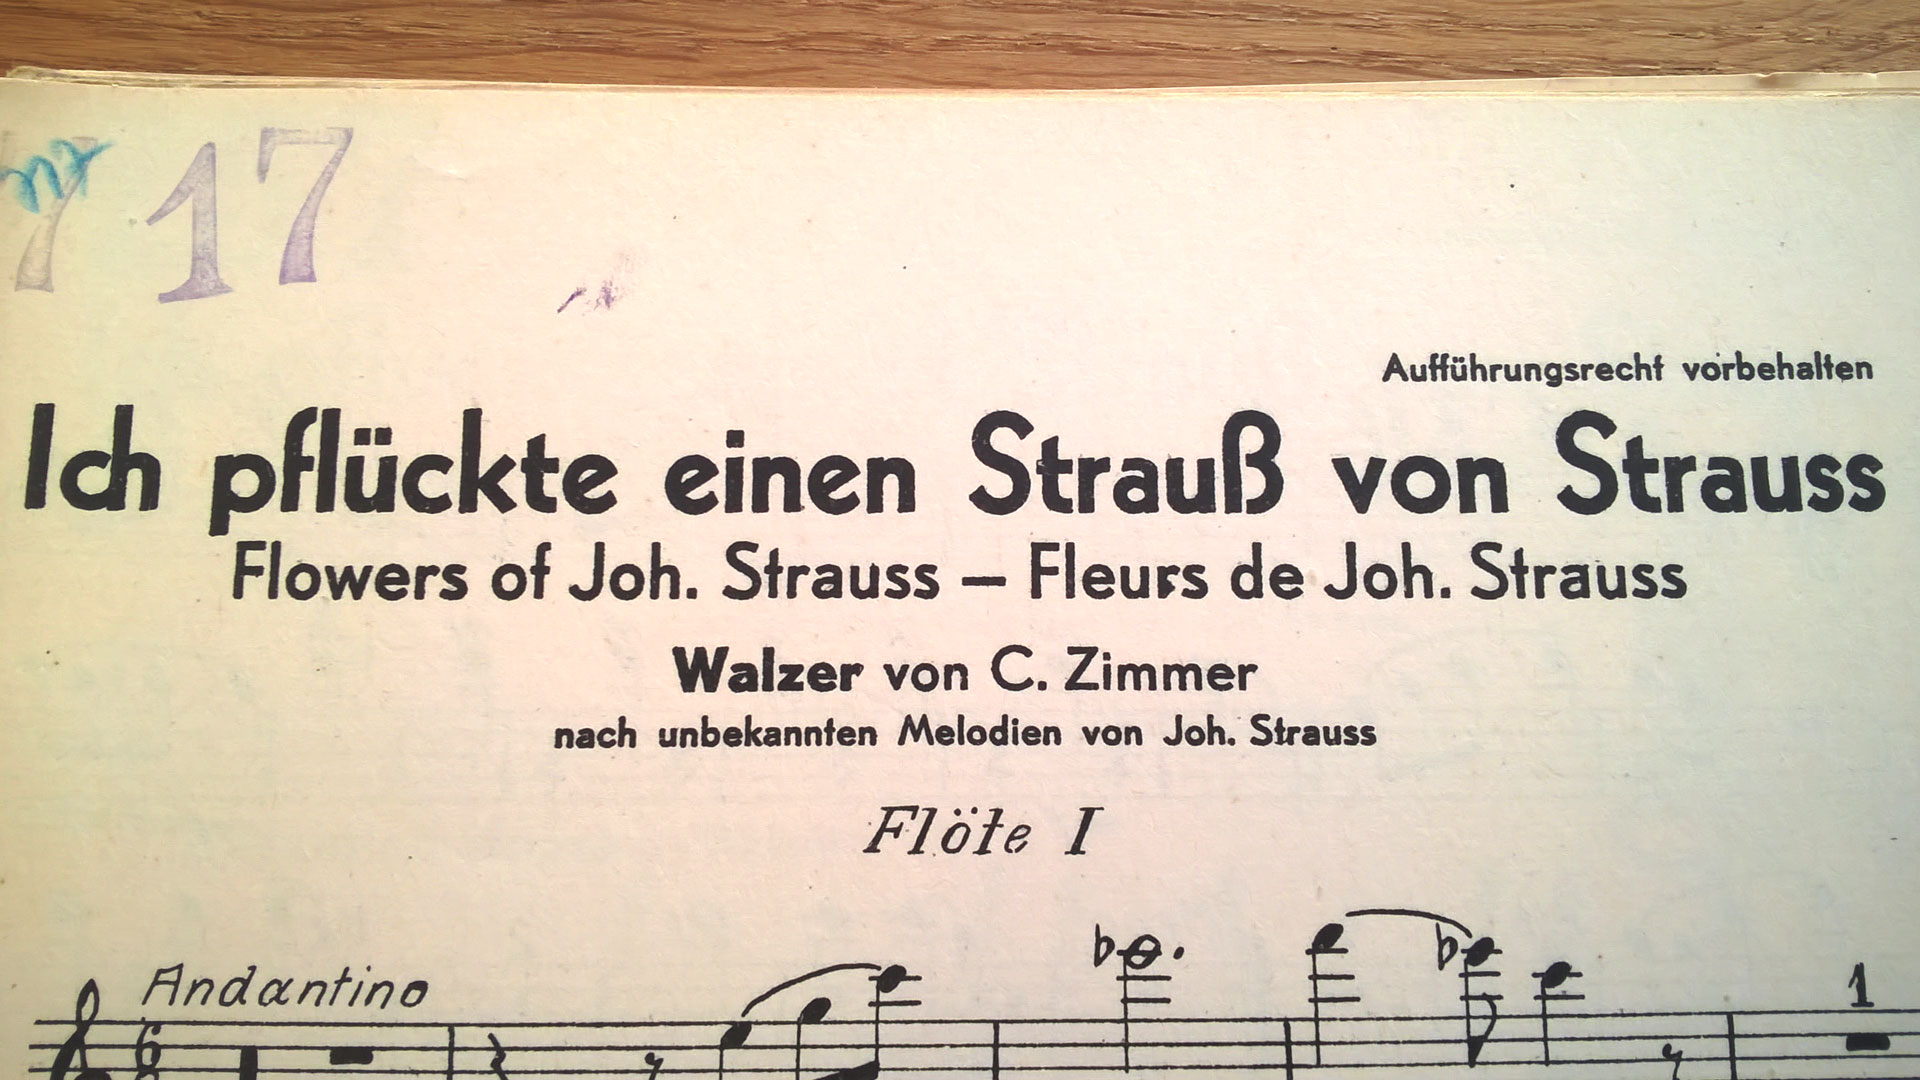 17
Aufführungsrecht vorbehalten
Ich pflückte einen Strauß von Strauss
Flowers of Joh. Strauss – Fleurs de Joh. Strauss
Walzer von C. Zimmer
nach unbekannten Melodien von Joh. Strauss
Flöte I
1
Andantino
6